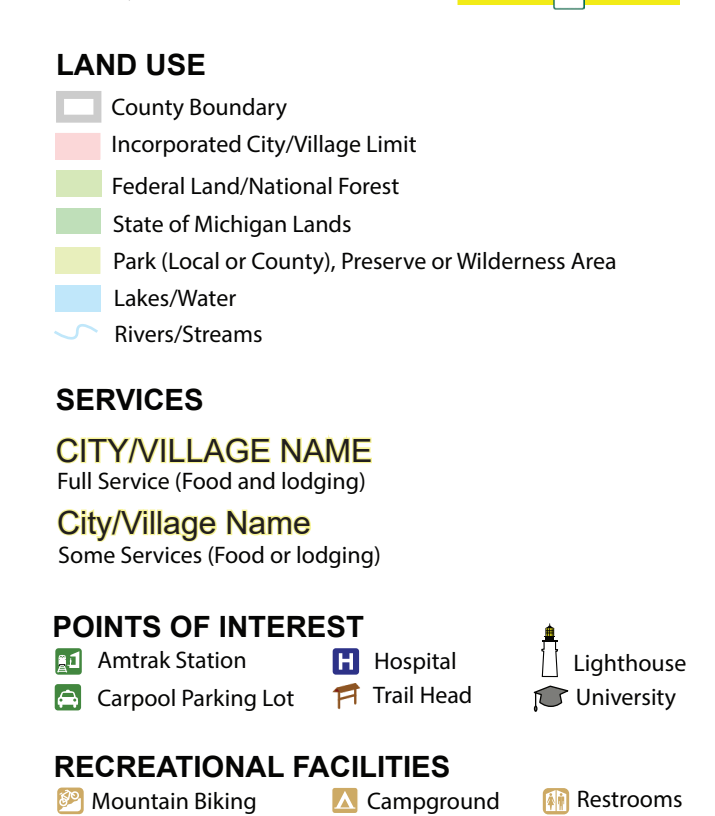 LAND USE
County Boundary
Incorporated City/Village Limit
Federal Land/National Forest
State of Michigan Lands
Park (Local or County), Preserve or Wilderness Area
Lakes/Water
Rivers/Streams
SERVICES
CITY/VILLAGE NAME
Full Service (Food and lodging)
City/Village Name
Some Services (Food or lodging)
POINTS OF INTEREST
Amtrak Station H Hospital Lighthouse
Carpool Parking Lot Trail Head University
RECREATIONAL FACILITIES
Mountain Biking Campground Restrooms